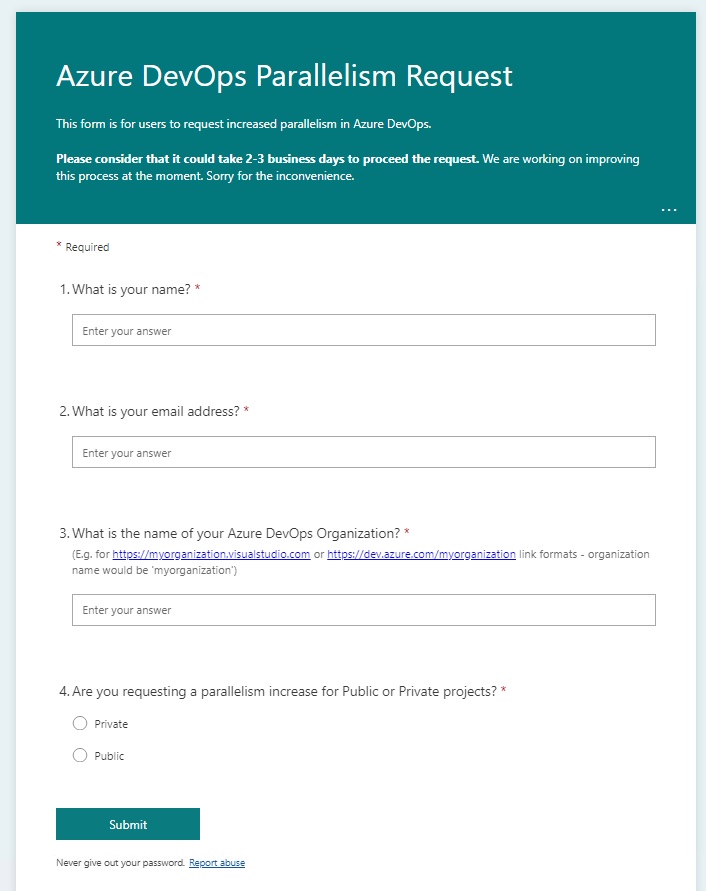 Azure DevOps Parallelism Request
This form is for users to request increased parallelism in Azure DevOps.
Please consider that it could take 2-3 business days to proceed the request. We are working on improving
this process at the moment. Sorry for the inconvenience.
...
* Required
1. What is your name? *
Enter your answer
2. What is your email address? *
Enter your answer
3. What is the name of your Azure DevOps Organization? *
(E.g. for https://myorganization.visualstudio.com or https://dev.azure.com/myorganization link formats - organization
name would be 'myorganization')
Enter your answer
4. Are you requesting a parallelism increase for Public or Private projects? *
Private
Public
Submit
Never give out your password. Report abuse